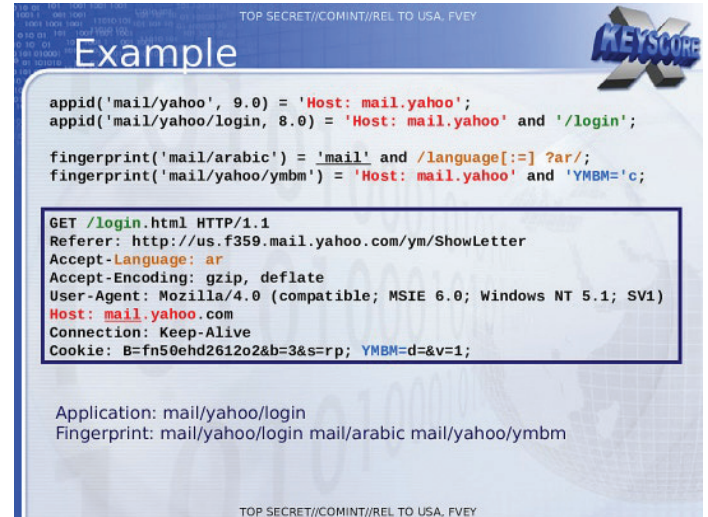 TOP SECRET//COMINT//REL TO USA, FVEY
Example
KEYSCORE
X
appid('mail/yahoo', 9.0) = 'Host: mail.yahoo';
appid('mail/yahoo/login, 8.0) = 'Host: mail.yahoo' and '/login';
fingerprint('mail/arabic') = 'mail' and /language[:=] ?ar/;
fingerprint('mail/yahoo/ymbm') = 'Host: mail.yahoo' and 'YMBM='c;
GET /login.html HTTP/1.1
Referer: http://us.f359.mail.yahoo.com/ym/ShowLetter
Accept-Language: ar
Accept-Encoding: gzip, deflate
User-Agent: Mozilla/4.0 (compatible; MSIE 6.0; Windows NT 5.1; SV1)
Host: mail.yahoo.com
Connection: Keep-Alive
Cookie: B=fn50ehd2612o2&b=3&s=rp; YMBM=d=&v=1;
Application: mail/yahoo/login
Fingerprint: mail/yahoo/login mail/arabic mail/yahoo/ymbm
TOP SECRET//COMINT//REL TO USA, FVEY